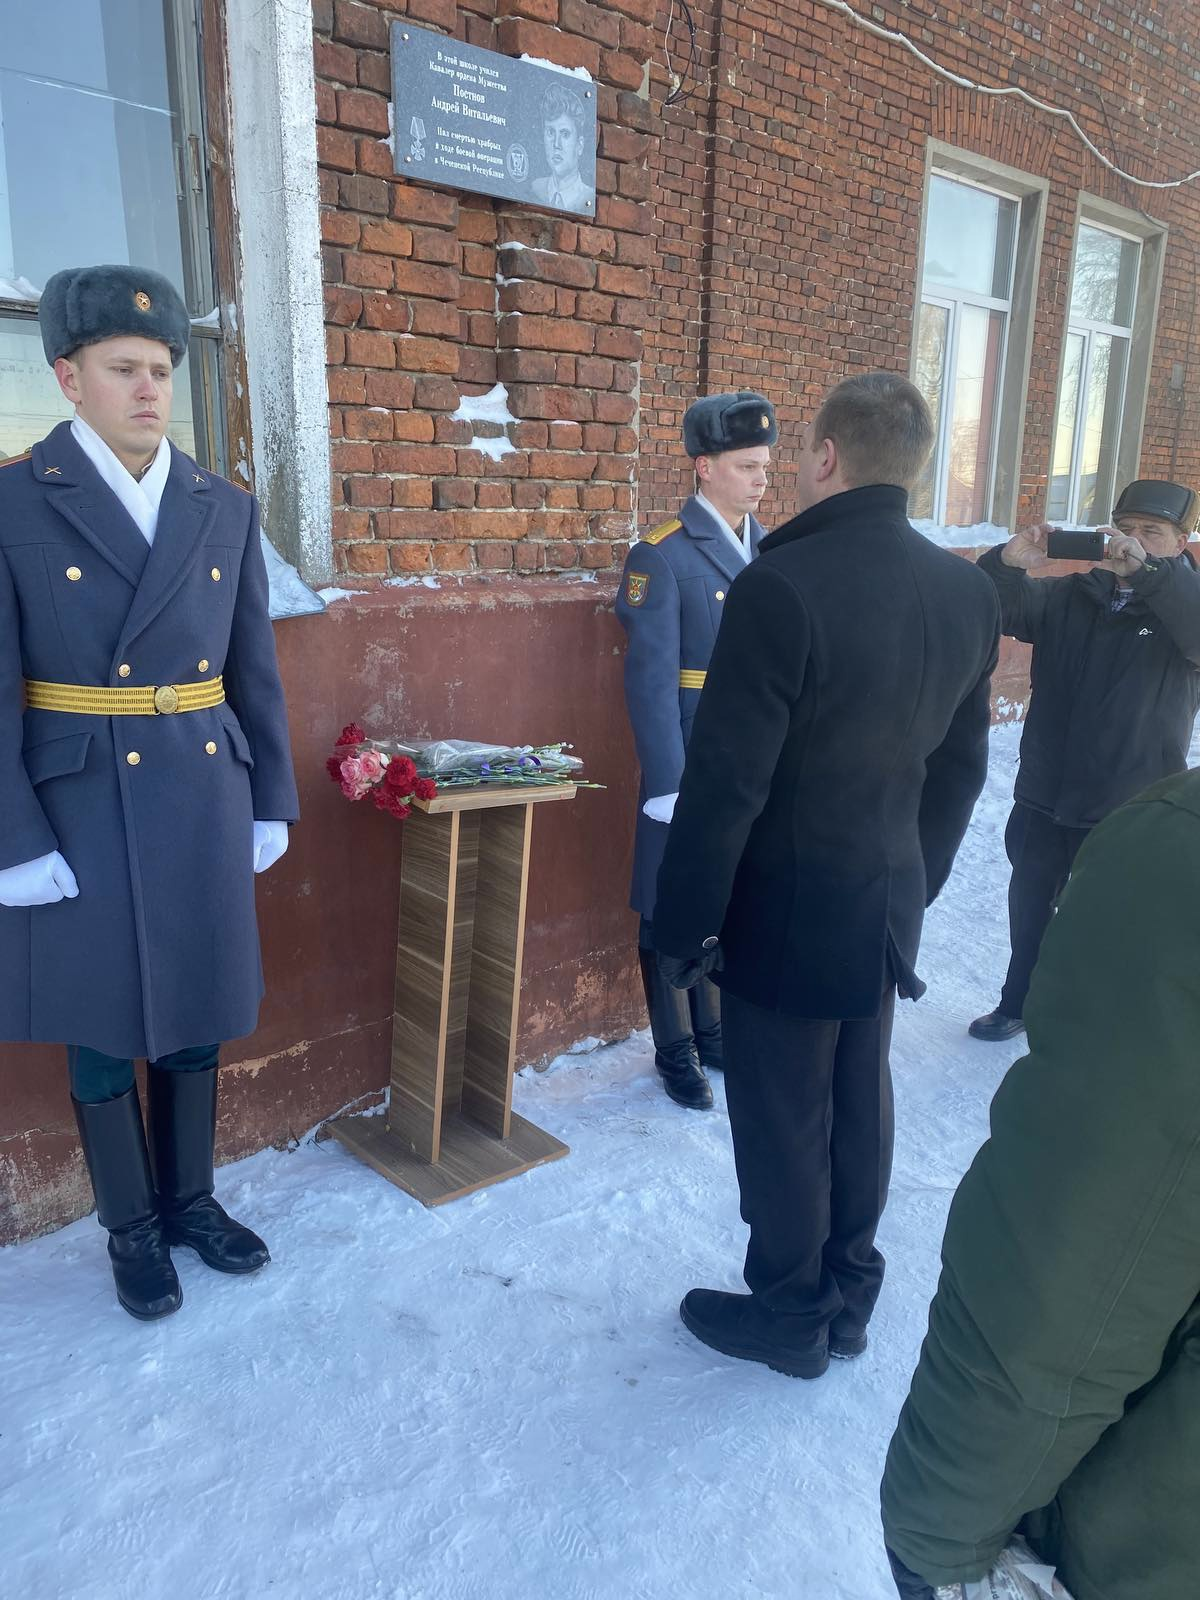 В этой школе учился
Кавалер ордена Мужества
Постнов
Андрей Витальевич
Пал смертью храбрых
в ходе боевой операции
в Чеченской Республике